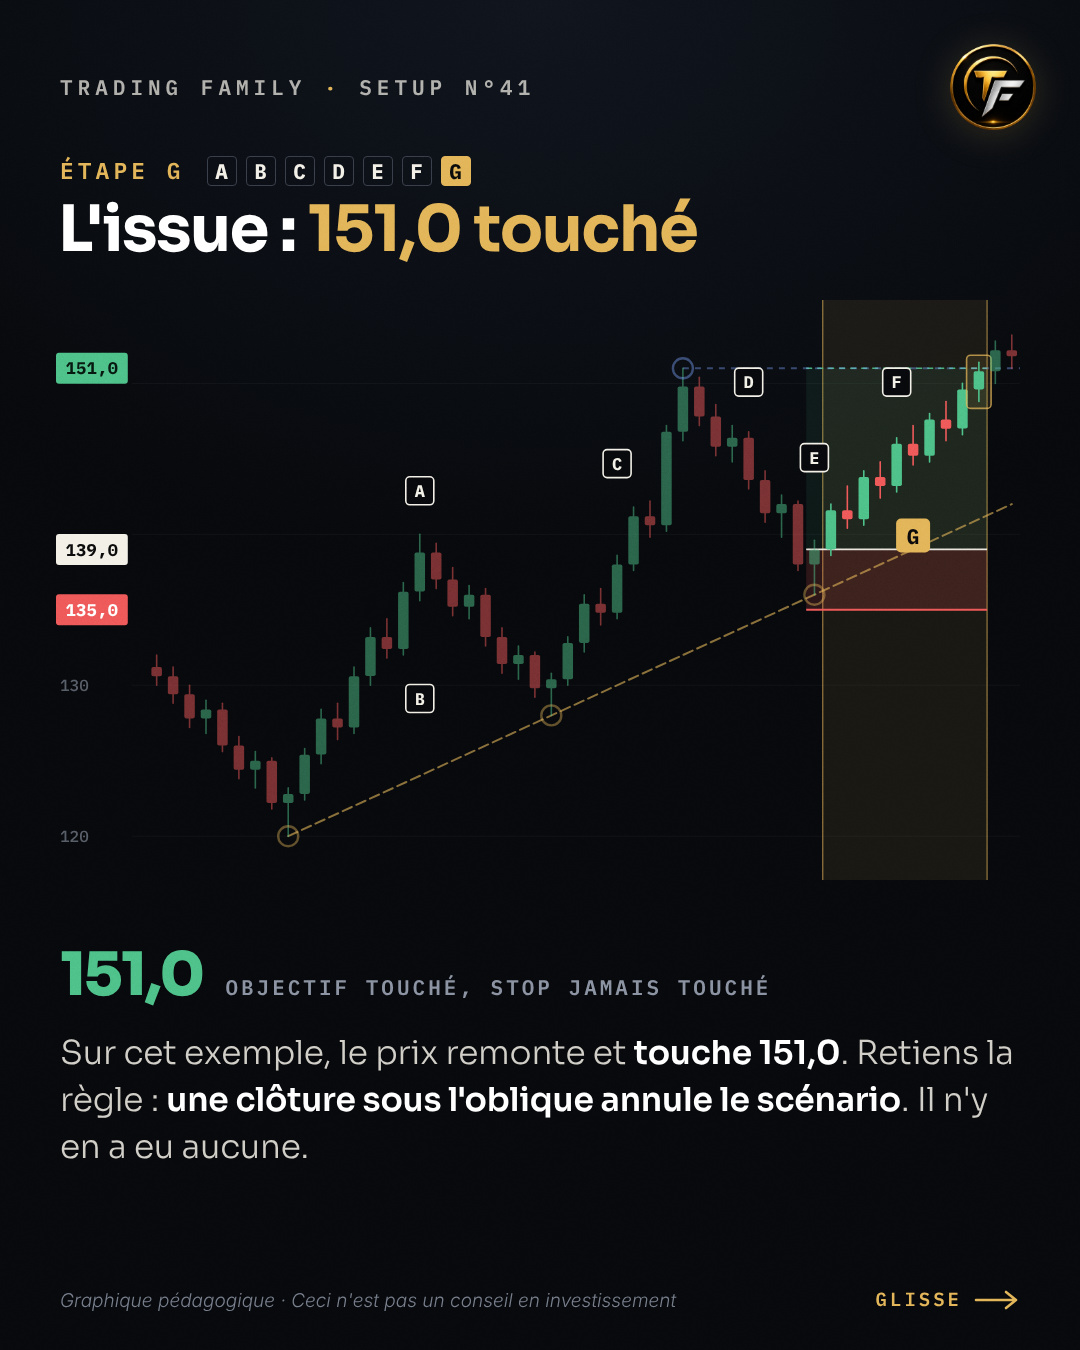 TRADING FAMILY · SETUP N°41
TF
ÉTAPE G A B C D E F G
L'issue : 151,0 touché
151,0
D
F
E
C
A
G
139,0
135,0
130
B
120
151,0 OBJECTIF TOUCHÉ, STOP JAMAIS TOUCHÉ
Sur cet exemple, le prix remonte et touche 151,0. Retiens la
règle : une clôture sous l'oblique annule le scénario. Il n'y
en a eu aucune.
Graphique pédagogique · Ceci n'est pas un conseil en investissement
GLISSE →